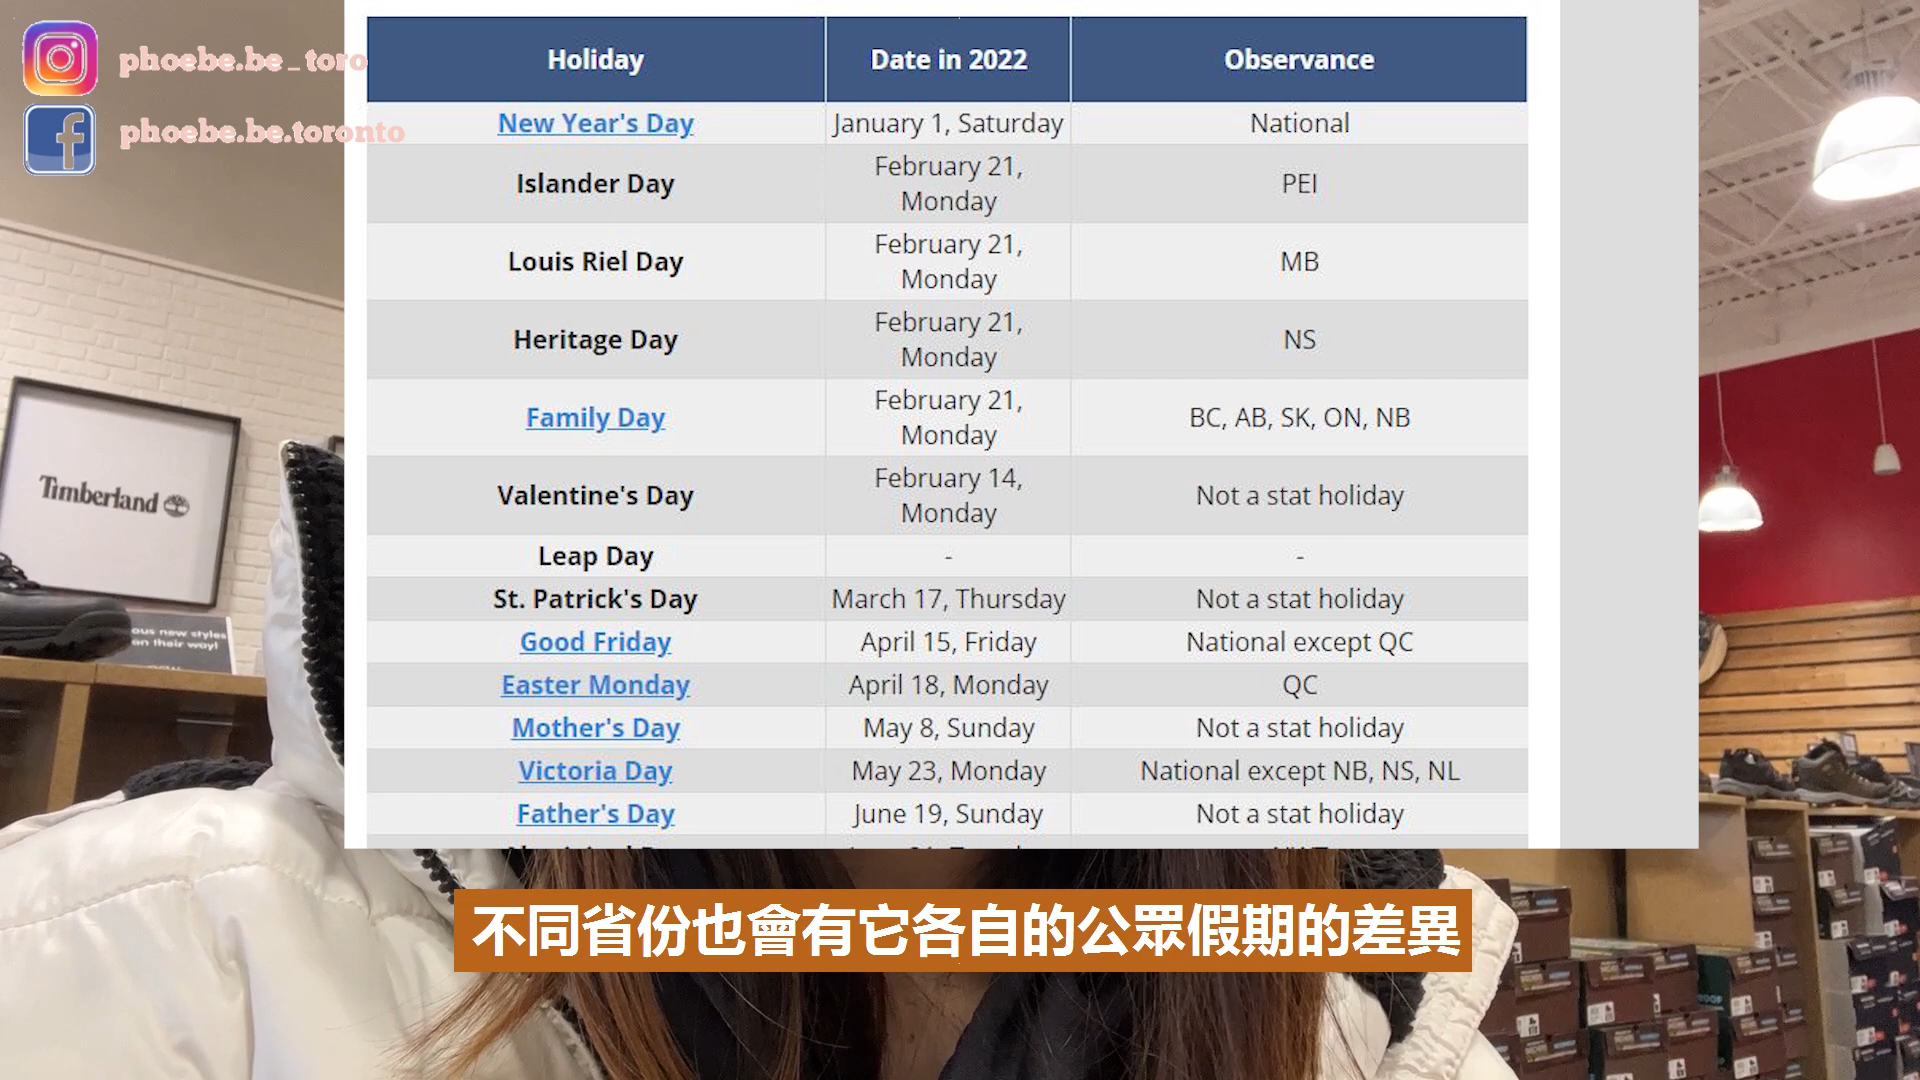 phoebe.be_toro
phoebe.be.toronto
Holiday Date in 2022 Observance
New Year's Day January 1, Saturday National
Islander Day February 21, Monday PEI
Louis Riel Day February 21, Monday MB
Heritage Day February 21, Monday NS
Family Day February 21, Monday BC, AB, SK, ON, NB
Valentine's Day February 14, Monday Not a stat holiday
Leap Day - -
St. Patrick's Day March 17, Thursday Not a stat holiday
Good Friday April 15, Friday National except QC
Easter Monday April 18, Monday QC
Mother's Day May 8, Sunday Not a stat holiday
Victoria Day May 23, Monday National except NB, NS, NL
Father's Day June 19, Sunday Not a stat holiday
Timberland
ous new styles
on their way!
不同省份也會有它各自的公眾假期的差異